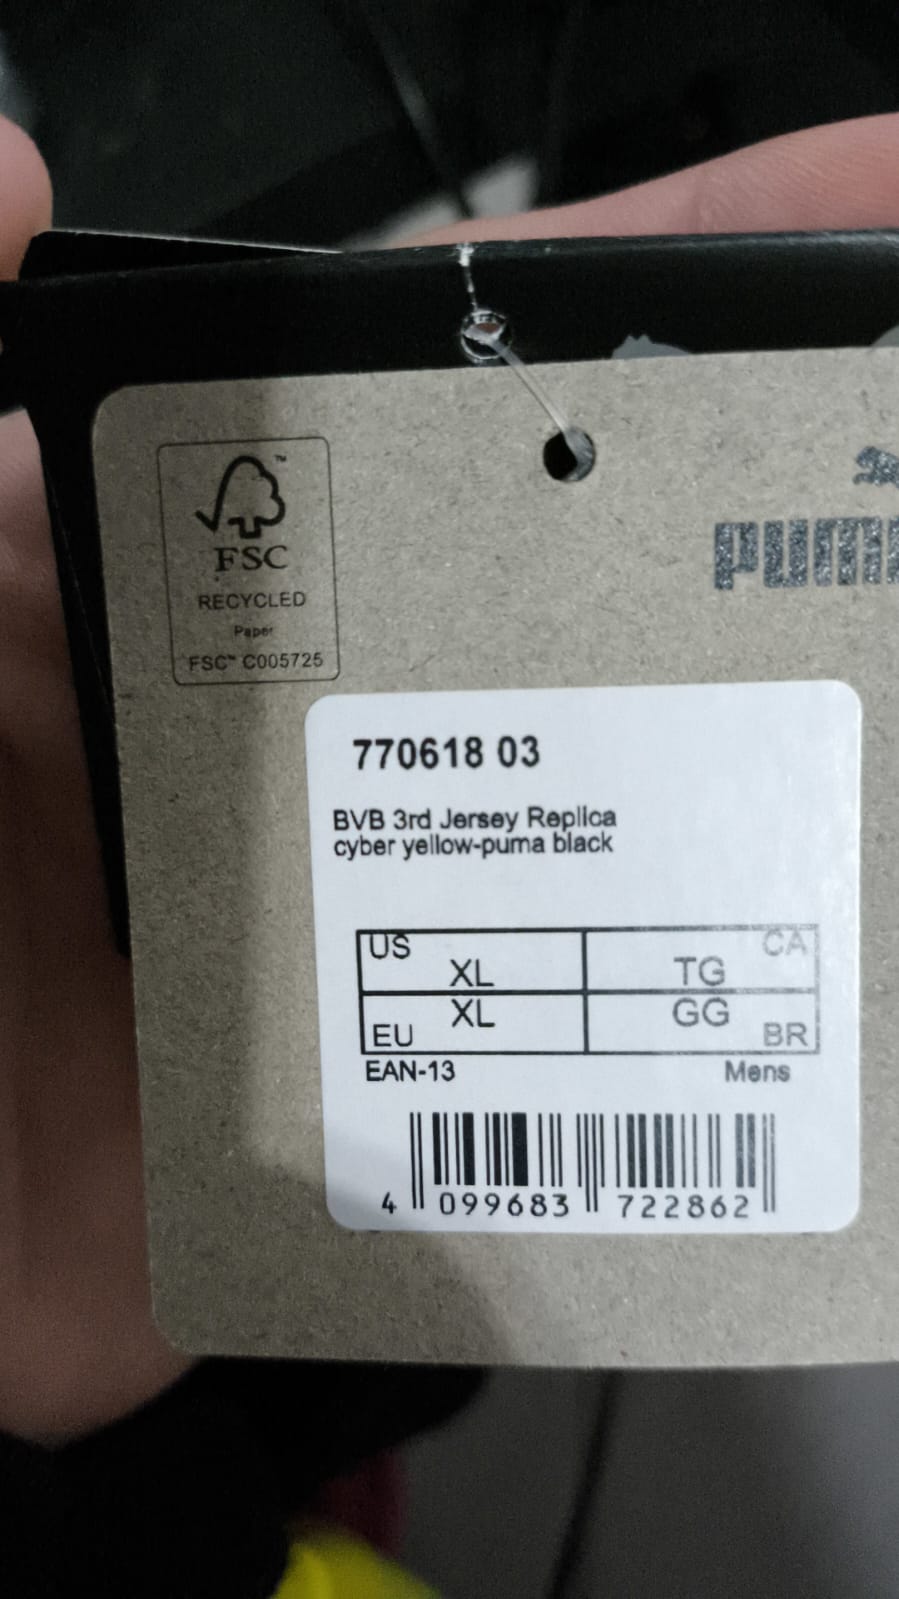 FSC
RECYCLED
Paper
FSC™ C005725
PUMA
770618 03
BVB 3rd Jersey Replica
cyber yellow-puma black
US XL TG CA
EU XL GG BR
EAN-13 Mens
4 099683 722862